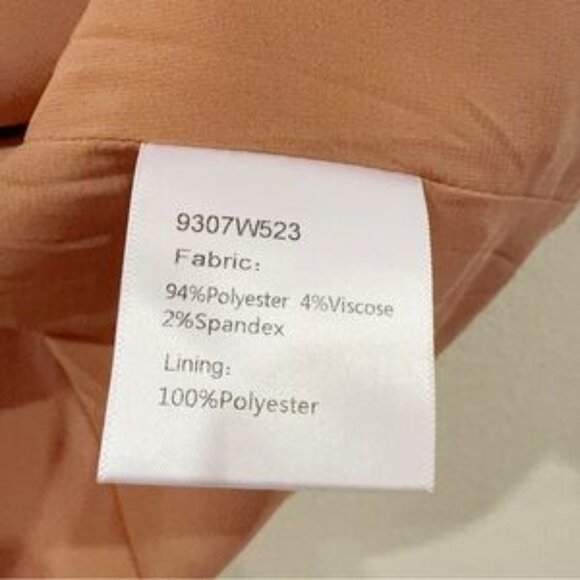 9307W523
Fabric:
94%Polyester 4%Viscose
2%Spandex
Lining:
100%Polyester